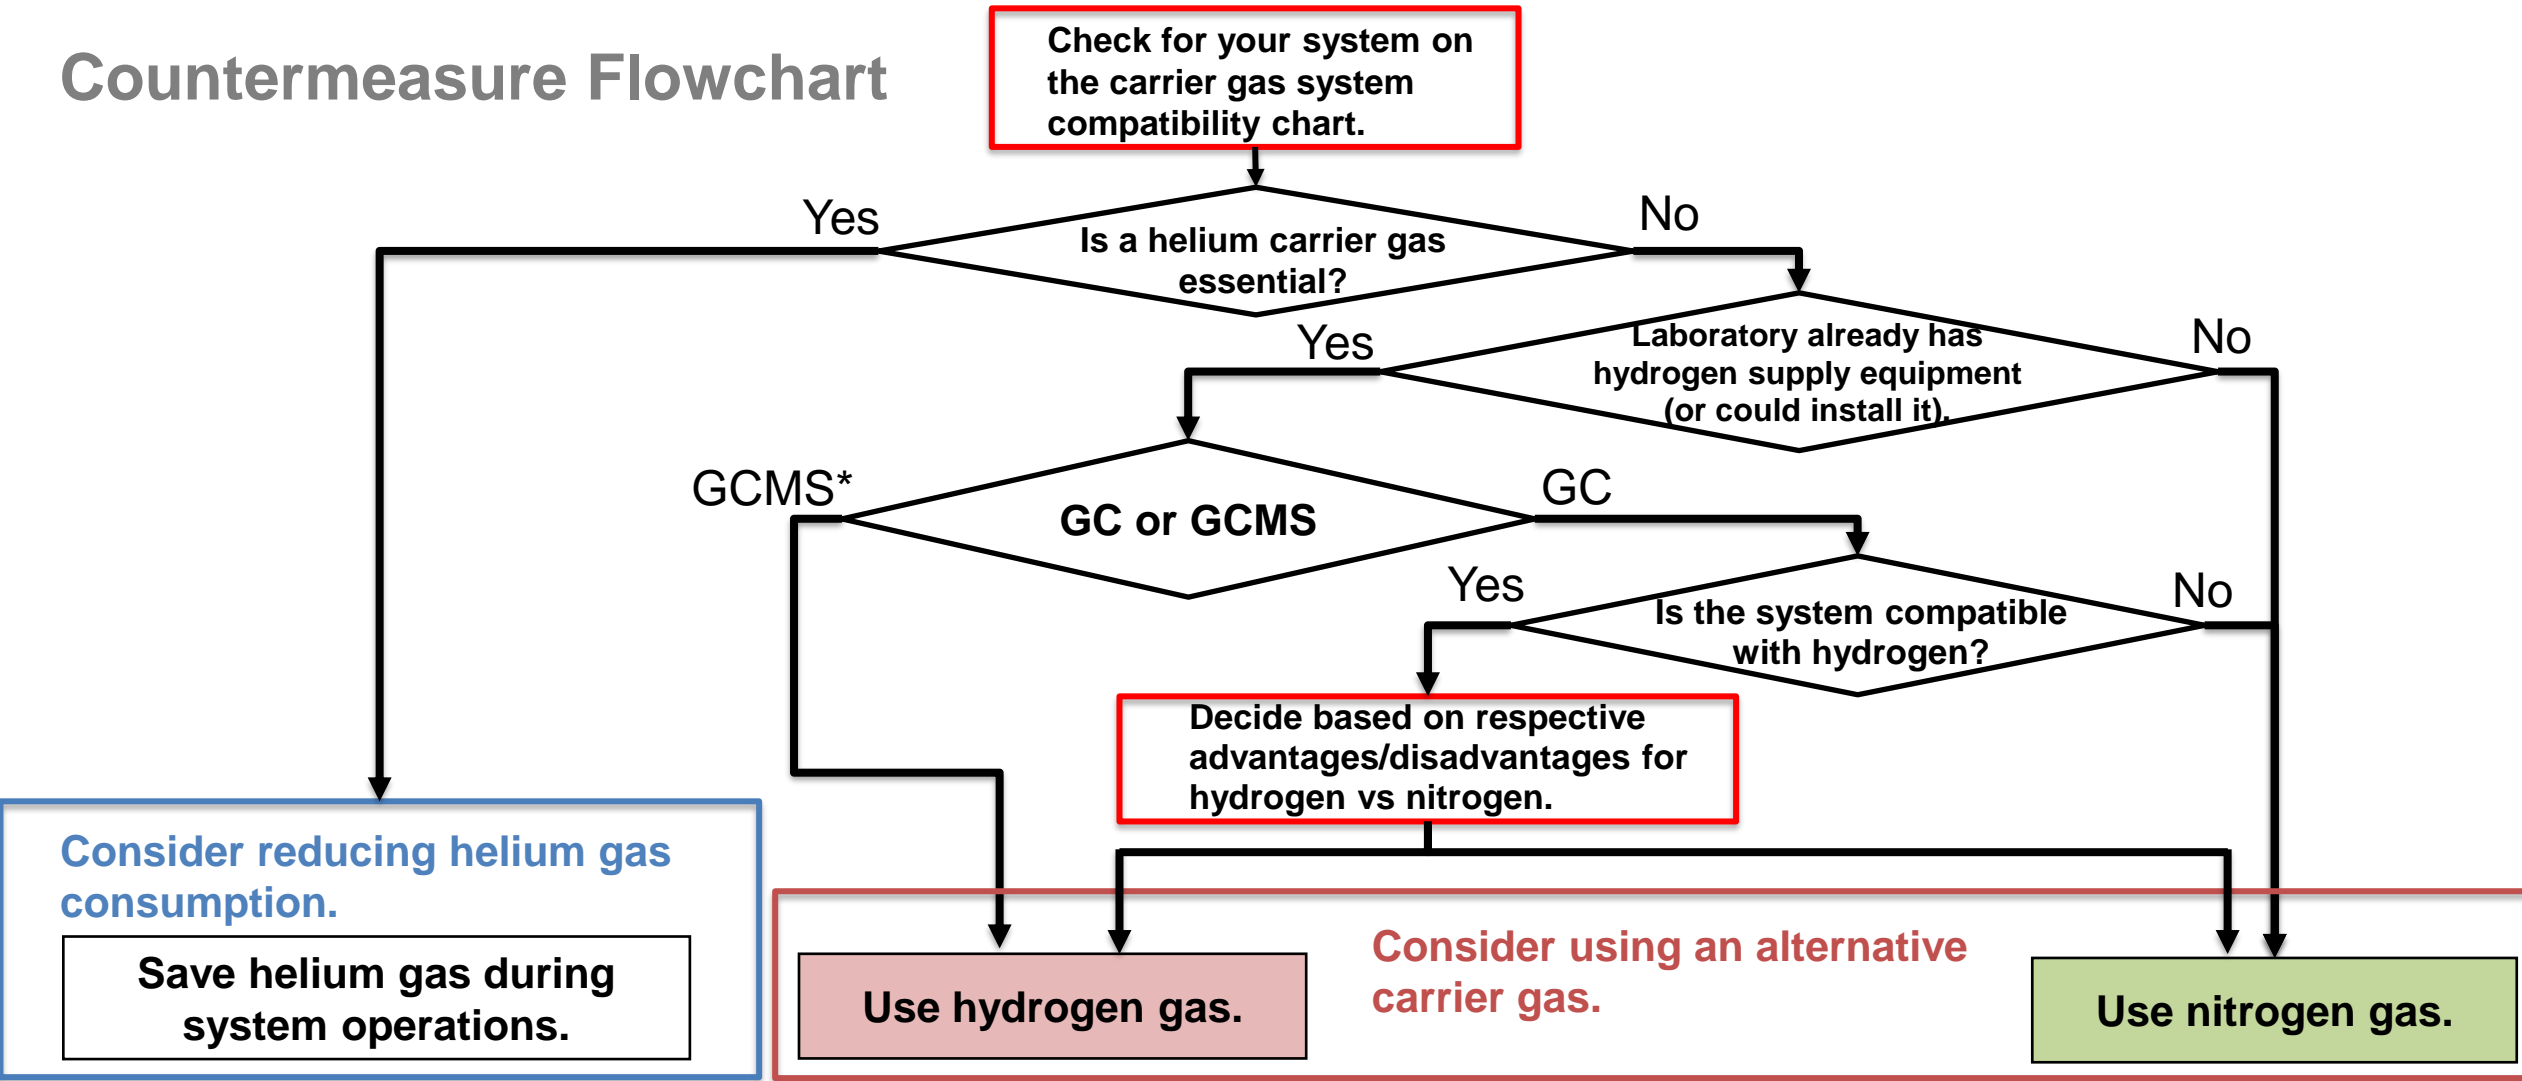 Countermeasure Flowchart
Check for your system on
the carrier gas system
compatibility chart.
Yes
No
Is a helium carrier gas
essential?
Yes
No
Laboratory already has
hydrogen supply equipment
(or could install it).
GCMS*
GC
GC or GCMS
Yes
No
Is the system compatible
with hydrogen?
Decide based on respective
advantages/disadvantages for
hydrogen vs nitrogen.
Consider reducing helium gas
consumption.
Save helium gas during
system operations.
Consider using an alternative
carrier gas.
Use hydrogen gas.
Use nitrogen gas.